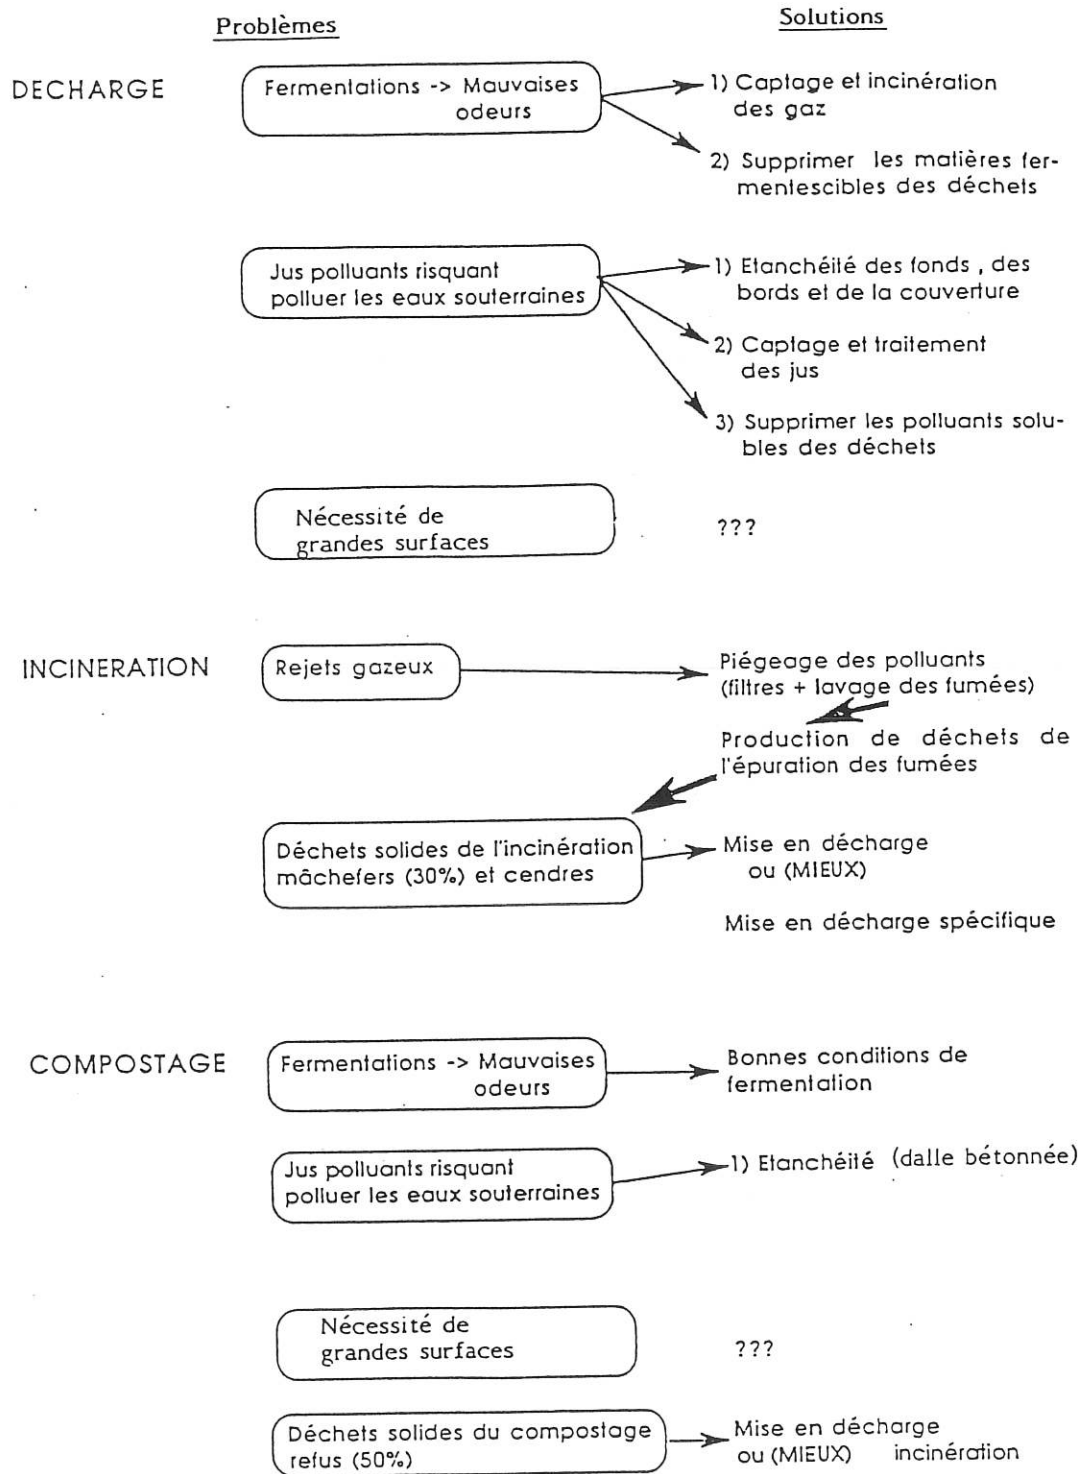 Problèmes
Solutions
DECHARGE
Fermentations -> Mauvaises
odeurs
1) Captage et incinération
des gaz
2) Supprimer les matières fer-
mentescibles des déchets
Jus polluants risquant
polluer les eaux souterraines
1) Etanchéité des fonds , des
bords et de la couverture
2) Captage et traitement
des jus
3) Supprimer les polluants solu-
bles des déchets
Nécessité de
grandes surfaces
???
INCINERATION
Rejets gazeux
Piégeage des polluants
(filtres + lavage des fumées)
Production de déchets de
l'épuration des fumées
Déchets solides de l'incinération
mâchefers (30%) et cendres
Mise en décharge
ou (MIEUX)
Mise en décharge spécifique
COMPOSTAGE
Fermentations -> Mauvaises
odeurs
Bonnes conditions de
fermentation
Jus polluants risquant
polluer les eaux souterraines
1) Etanchéité (dalle bétonnée)
Nécessité de
grandes surfaces
???
Déchets solides du compostage
refus (50%)
Mise en décharge
ou (MIEUX) incinération